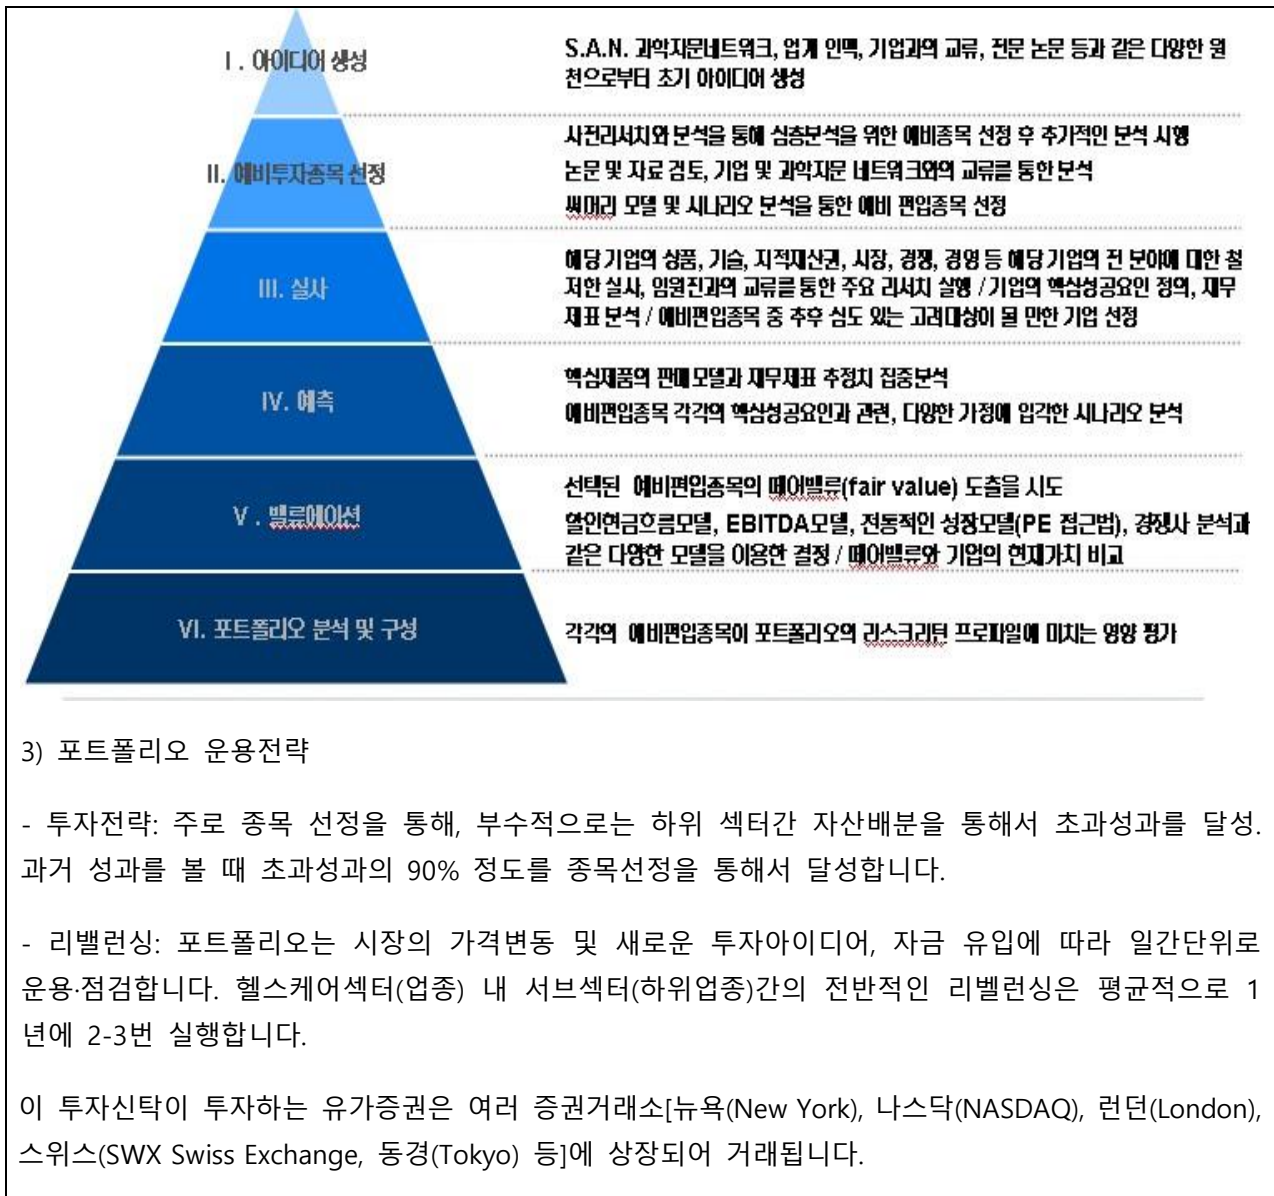 I. 아이디어 생성
S.A.N. 과학자문네트워크, 업계 인맥, 기업과의 교류, 전문 논문 등과 같은 다양한 원
천으로부터 초기 아이디어 생성
II. 예비투자종목 선정
사전리서치와 분석을 통해 심층분석을 위한 예비종목 선정 후 추가적인 분석 시행
논문 및 자료 검토, 기업 및 과학자문 네트워크와의 교류를 통한 분석
써머리 모델 및 시나리오 분석을 통한 예비 편입종목 선정
III. 실사
해당 기업의 상품, 기술, 지적재산권, 시장, 경쟁, 경영 등 해당 기업의 전 분야에 대한 철
저한 실사, 임원진과의 교류를 통한 주요 리서치 실행 / 기업의 핵심성공요인 정의, 재무
재표 분석 / 예비편입종목 중 추후 심도 있는 고려대상이 될 만한 기업 선정
IV. 예측
핵심제품의 판매모델과 재무재표 추정치 집중분석
예비편입종목 각각의 핵심성공요인과 관련, 다양한 가정에 입각한 시나리오 분석
V. 밸류에이션
선택된 예비편입종목의 페어밸류(fair value) 도출을 시도
할인현금흐름모델, EBITDA모델, 전통적인 성장모델(PE 접근법), 경쟁사 분석과
같은 다양한 모델을 이용한 결정 / 페어밸류와 기업의 현재가치 비교
VI. 포트폴리오 분석 및 구성
각각의 예비편입종목이 포트폴리오의 리스크리턴 프로파일에 미치는 영향 평가
3) 포트폴리오 운용전략
- 투자전략: 주로 종목 선정을 통해, 부수적으로는 하위 섹터간 자산배분을 통해서 초과성과를 달성.
과거 성과를 볼 때 초과성과의 90% 정도를 종목선정을 통해서 달성합니다.
- 리밸런싱: 포트폴리오는 시장의 가격변동 및 새로운 투자아이디어, 자금 유입에 따라 일간단위로
운용·점검합니다. 헬스케어섹터(업종) 내 서브섹터(하위업종)간의 전반적인 리벨런싱은 평균적으로 1
년에 2-3번 실행합니다.
이 투자신탁이 투자하는 유가증권은 여러 증권거래소[뉴욕(New York), 나스닥(NASDAQ), 런던(London),
스위스(SWX Swiss Exchange, 동경(Tokyo) 등]에 상장되어 거래됩니다.